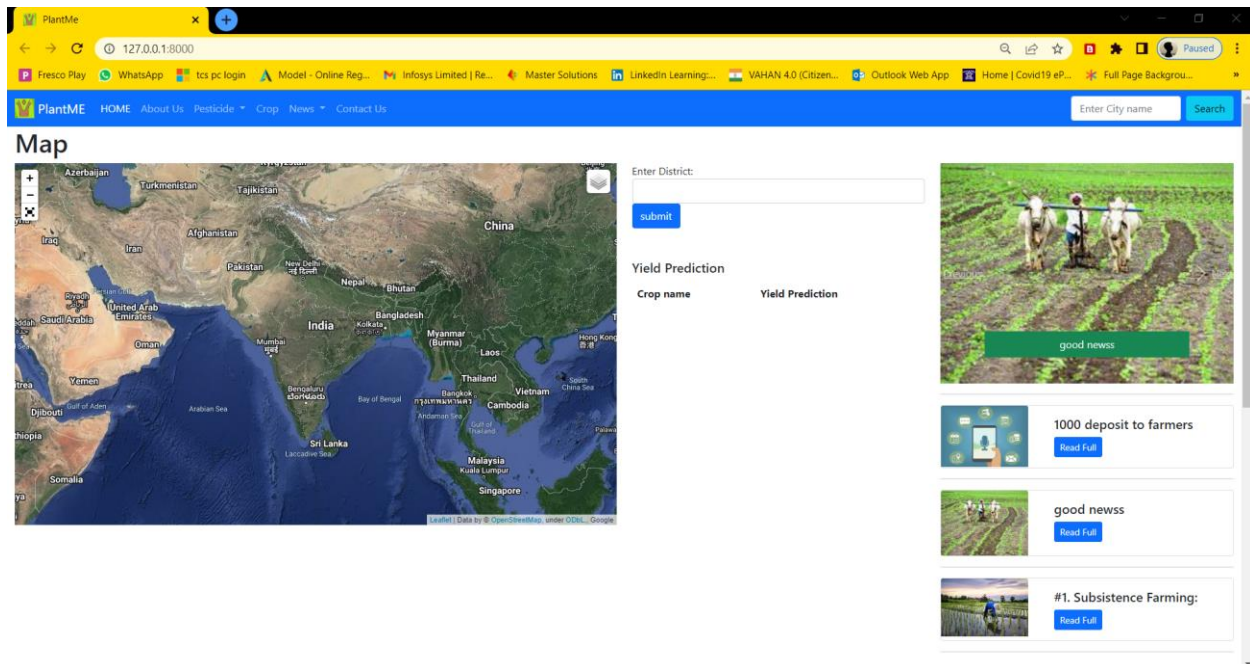 PlantMe
127.0.0.1:8000
Paused
Fresco Play WhatsApp tcs pc login Model - Online Reg... Infosys Limited | Re... Master Solutions LinkedIn Learning:... VAHAN 4.0 (Citizen... Outlook Web App Home | Covid19 eP... Full Page Backgrou... »
PlantME HOME About Us Pesticide Crop News Contact Us Enter City name Search
Map
+
−
Azerbaijan
Turkmenistan
Tajikistan
China
Iraq
Iran
Afghanistan
Pakistan
New Delhi
नई दिल्ली
Nepal
Bhutan
Riyadh
United Arab
Emirates
Saudi Arabia
Bangladesh
India
Kolkata
Oman
Mumbai
मुंबई
Myanmar
(Burma)
Hong Kong
Laos
Yemen
Thailand
Vietnam
South
China Sea
Bengaluru
ಬೆಂಗಳೂರು
Bangkok
กรุงเทพมหานคร
Cambodia
Djibouti
Gulf of Aden
Arabian Sea
Bay of Bengal
Andaman Sea
Gulf of
Thailand
Sri Lanka
Laccadive Sea
Malaysia
Kuala Lumpur
Somalia
Singapore
Leaflet | Data by © OpenStreetMap, under ODbL., Google
Enter District:
submit
Yield Prediction
Crop name Yield Prediction
Previous
good newss
1000 deposit to farmers
Read Full
good newss
Read Full
#1. Subsistence Farming:
Read Full